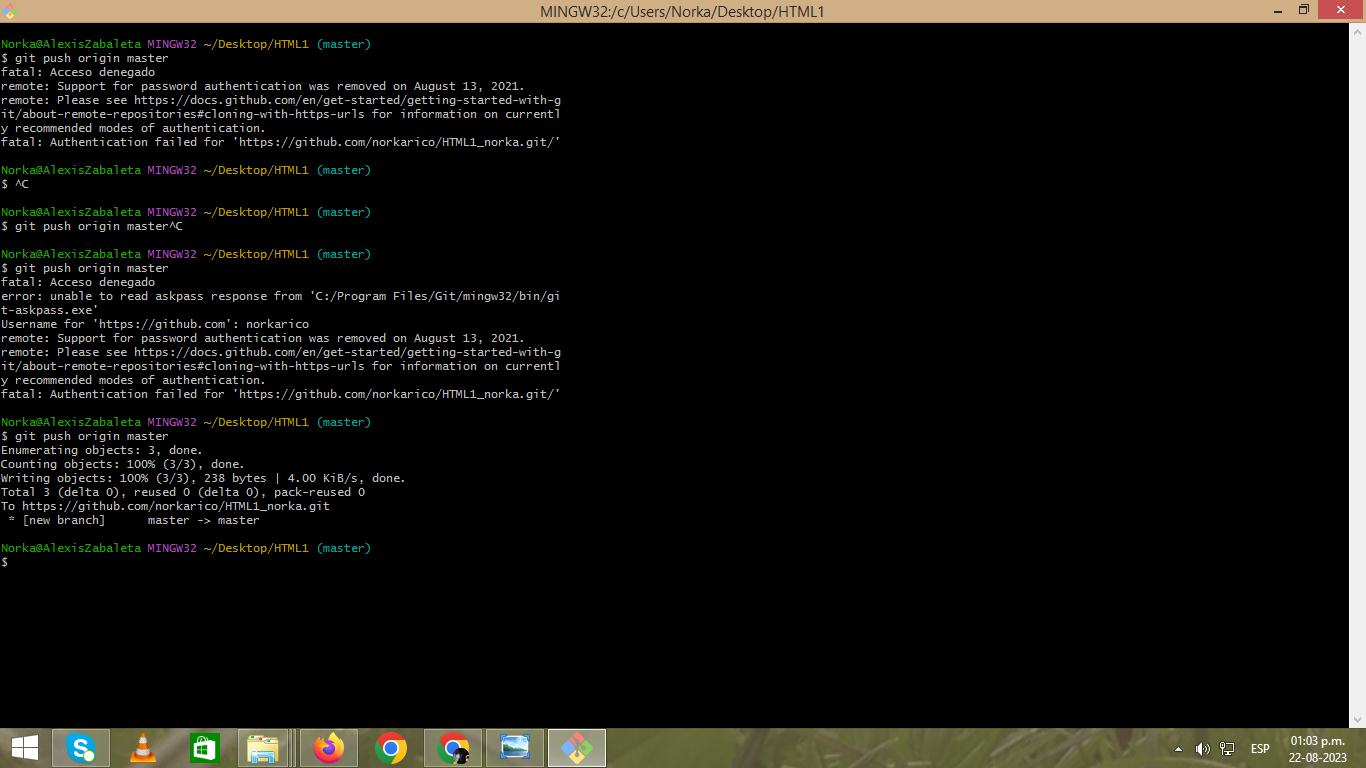 MINGW32:/c/Users/Norka/Desktop/HTML1
Norka@AlexisZabaleta MINGW32 ~/Desktop/HTML1 (master)
$ git push origin master
fatal: Acceso denegado
remote: Support for password authentication was removed on August 13, 2021.
remote: Please see https://docs.github.com/en/get-started/getting-started-with-g
it/about-remote-repositories#cloning-with-https-urls for information on currentl
y recommended modes of authentication.
fatal: Authentication failed for 'https://github.com/norkarico/HTML1_norka.git/'
Norka@AlexisZabaleta MINGW32 ~/Desktop/HTML1 (master)
$ ^C
Norka@AlexisZabaleta MINGW32 ~/Desktop/HTML1 (master)
$ git push origin master^C
Norka@AlexisZabaleta MINGW32 ~/Desktop/HTML1 (master)
$ git push origin master
fatal: Acceso denegado
error: unable to read askpass response from 'C:/Program Files/Git/mingw32/bin/gi
t-askpass.exe'
Username for 'https://github.com': norkarico
remote: Support for password authentication was removed on August 13, 2021.
remote: Please see https://docs.github.com/en/get-started/getting-started-with-g
it/about-remote-repositories#cloning-with-https-urls for information on currentl
y recommended modes of authentication.
fatal: Authentication failed for 'https://github.com/norkarico/HTML1_norka.git/'
Norka@AlexisZabaleta MINGW32 ~/Desktop/HTML1 (master)
$ git push origin master
Enumerating objects: 3, done.
Counting objects: 100% (3/3), done.
Writing objects: 100% (3/3), 238 bytes | 4.00 KiB/s, done.
Total 3 (delta 0), reused 0 (delta 0), pack-reused 0
To https://github.com/norkarico/HTML1_norka.git
 * [new branch]      master -> master
Norka@AlexisZabaleta MINGW32 ~/Desktop/HTML1 (master)
$
ESP
01:03 p.m.
22-08-2023